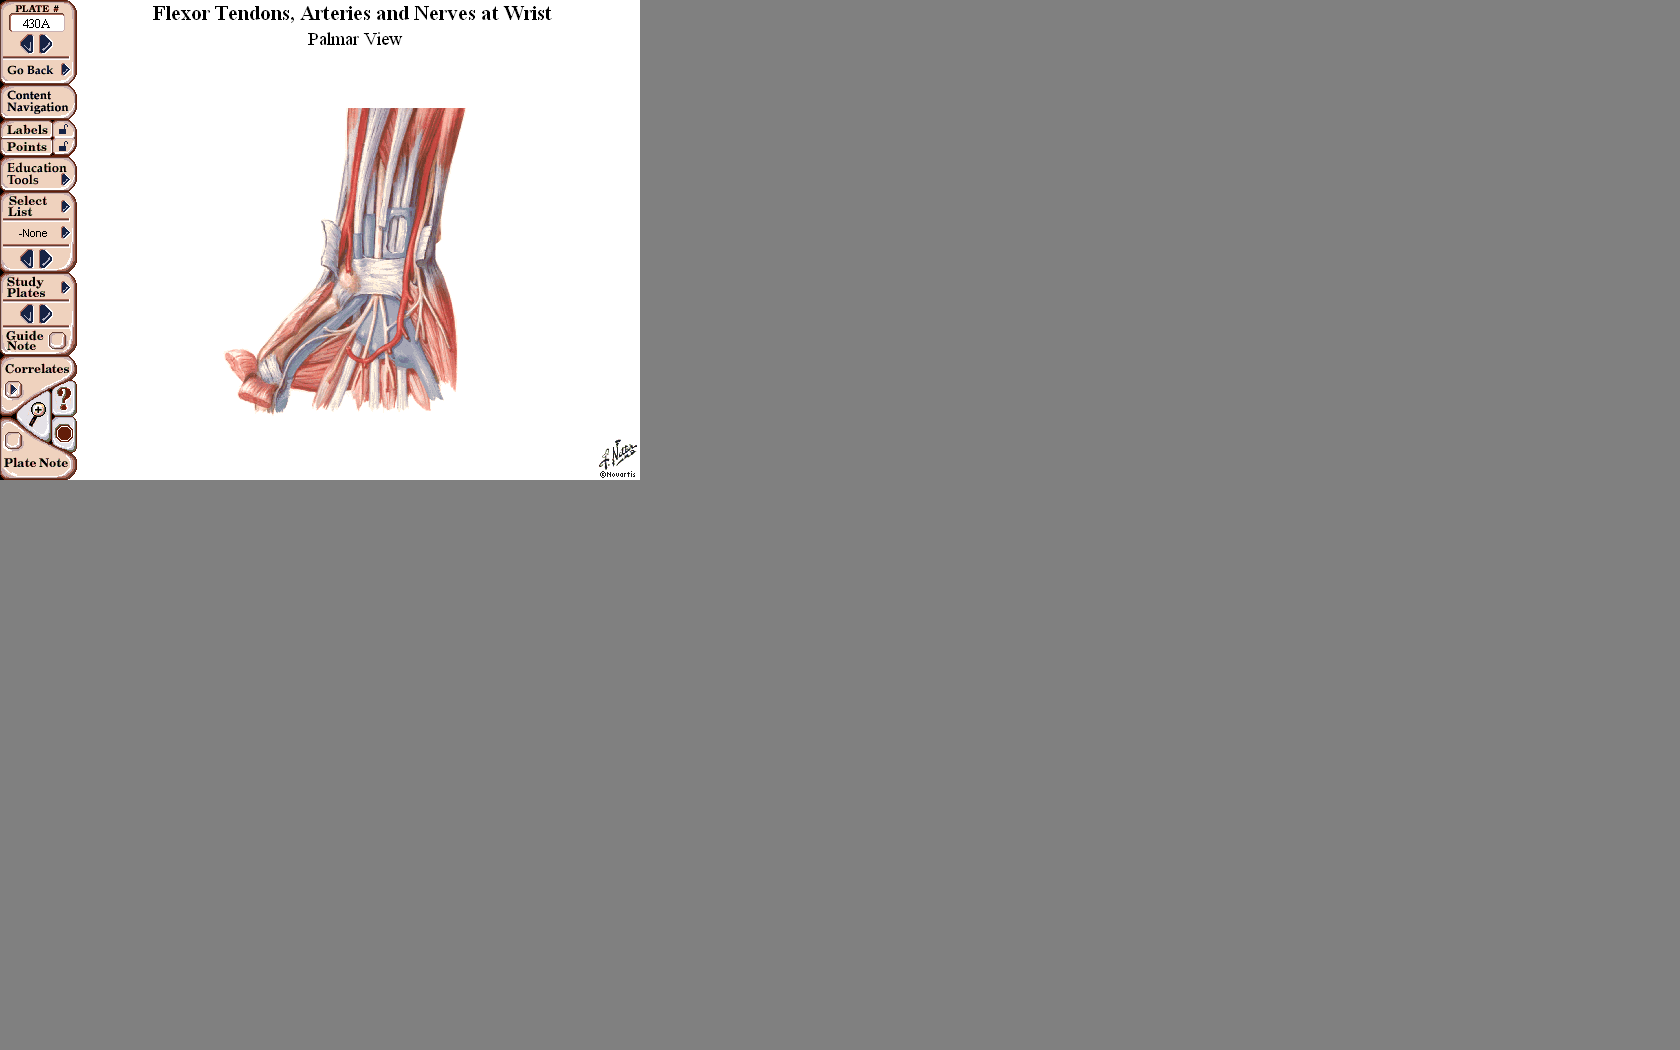 PLATE #
430A
Go Back
Content
Navigation
Labels
Points
Education
Tools
Select
List
-None
Study
Plates
Guide
Note
Correlates
?
Plate Note
Flexor Tendons, Arteries and Nerves at Wrist
Palmar View
F. Netter
©Novartis